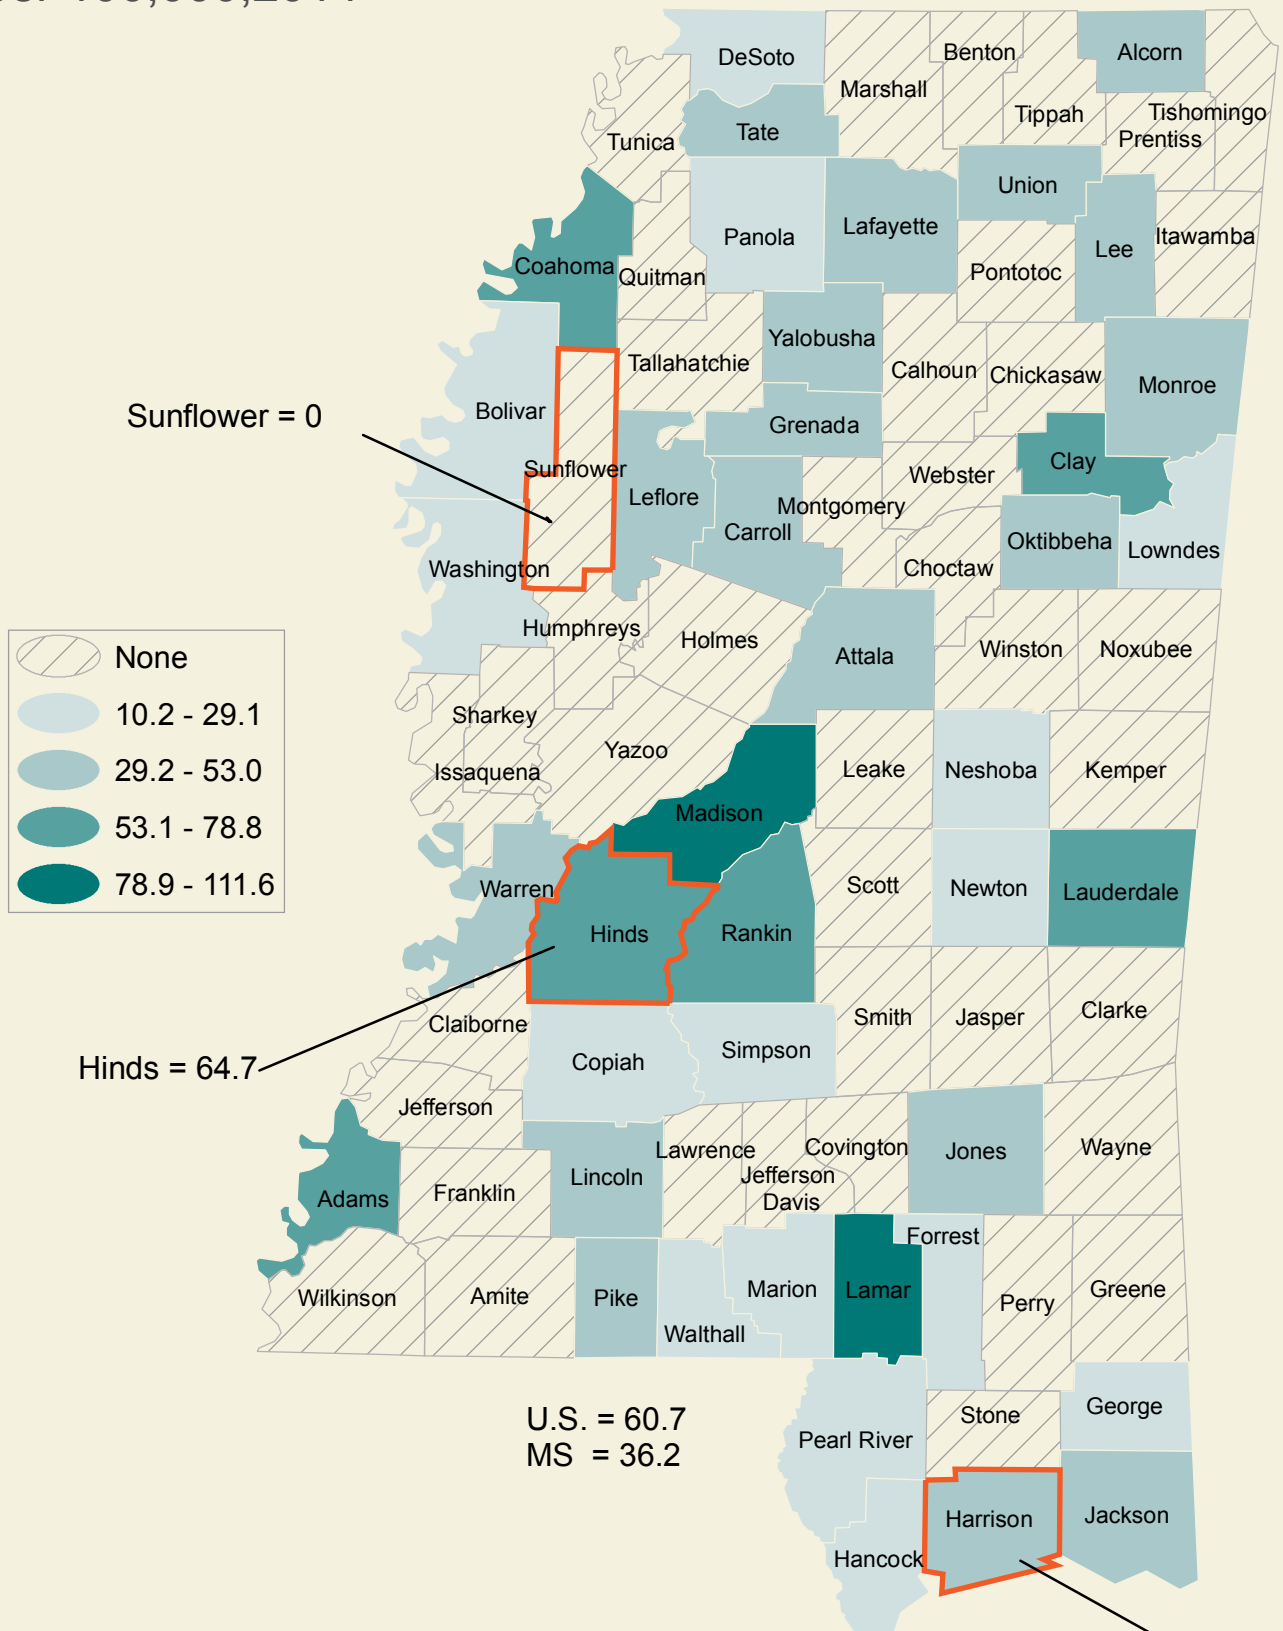 DeSoto
Benton
Alcorn
Marshall
Tippah
Tishomingo
Prentiss
Tate
Tunica
Union
Panola
Lafayette
Lee
Itawamba
Coahoma
Quitman
Pontotoc
Yalobusha
Tallahatchie
Calhoun
Chickasaw
Monroe
Sunflower = 0
Bolivar
Grenada
Sunflower
Leflore
Clay
Webster
Montgomery
Carroll
Oktibbeha
Lowndes
Washington
Choctaw
Humphreys
Holmes
Attala
Winston
Noxubee
None
10.2 - 29.1
29.2 - 53.0
53.1 - 78.8
78.9 - 111.6
Sharkey
Yazoo
Issaquena
Leake
Neshoba
Kemper
Madison
Warren
Scott
Newton
Lauderdale
Hinds
Rankin
Claiborne
Smith
Jasper
Clarke
Hinds = 64.7
Copiah
Simpson
Jefferson
Lawrence
Covington
Jones
Wayne
Jefferson
Davis
Lincoln
Adams
Franklin
Forrest
Wilkinson
Amite
Pike
Walthall
Marion
Lamar
Perry
Greene
U.S. = 60.7
MS = 36.2
Stone
George
Pearl River
Harrison
Jackson
Hancock